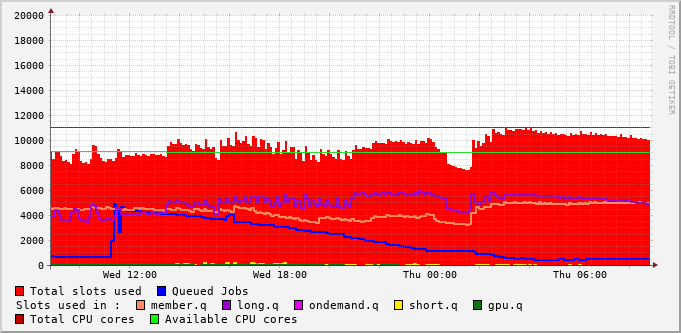 20000
18000
16000
14000
12000
10000
8000
6000
4000
2000
0
Wed 12:00 Wed 18:00 Thu 00:00 Thu 06:00
RRDTOOL / TOBI OETIKER
Total slots used Queued Jobs
Slots used in : member.q long.q ondemand.q short.q gpu.q
Total CPU cores Available CPU cores